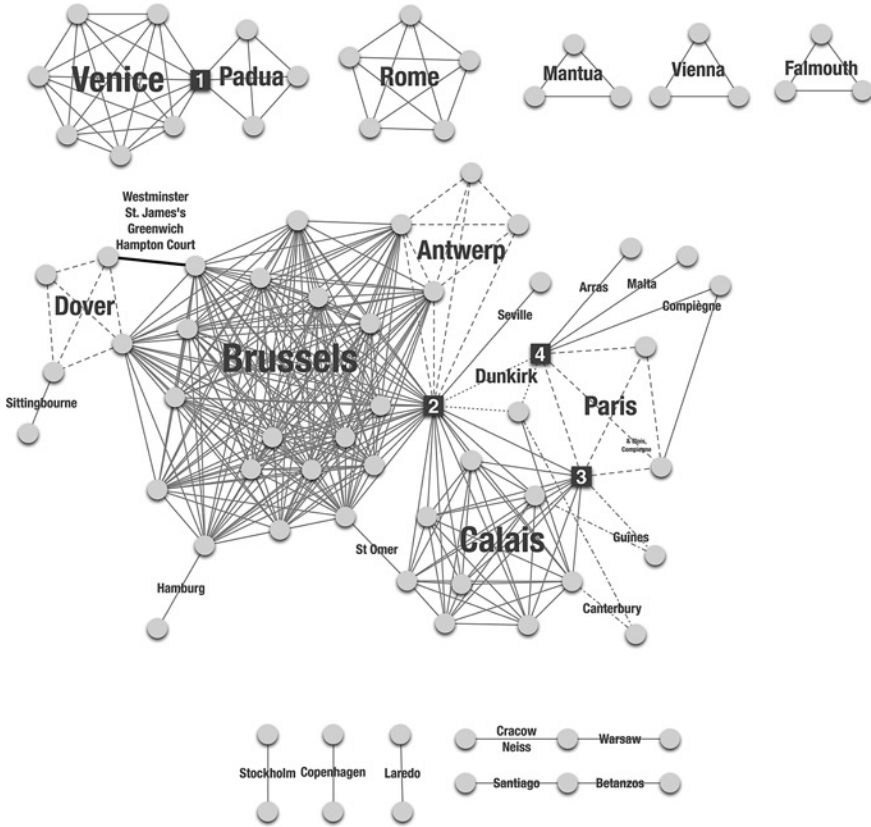 Venice
1
Padua
Rome
Mantua
Vienna
Falmouth
Westminster
St. James's
Greenwich
Hampton Court
Antwerp
Dover
Arras
Malta
Compiègne
Seville
Brussels
4
Dunkirk
2
Paris
Sittingbourne
Compiegne
3
Calais
St Omer
Guînes
Hamburg
Canterbury
Cracow
Neiss
Warsaw
Stockholm
Copenhagen
Laredo
Santiago
Betanzos